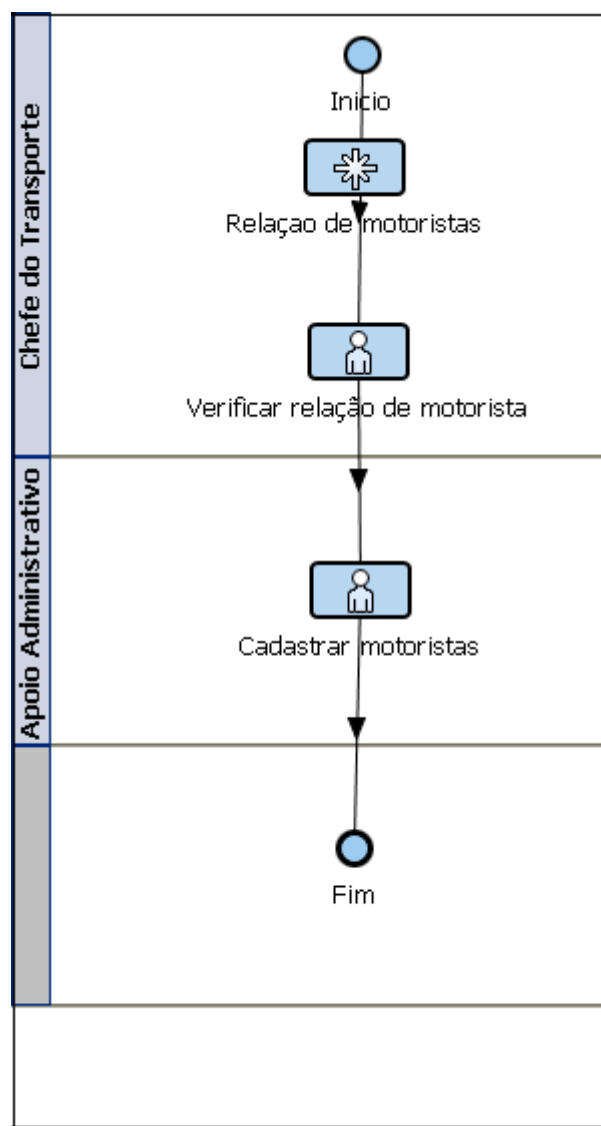 Chefe do Transporte
Inicio
Relaçao de motoristas
Verificar relação de motorista
Apoio Administrativo
Cadastrar motoristas
Fim